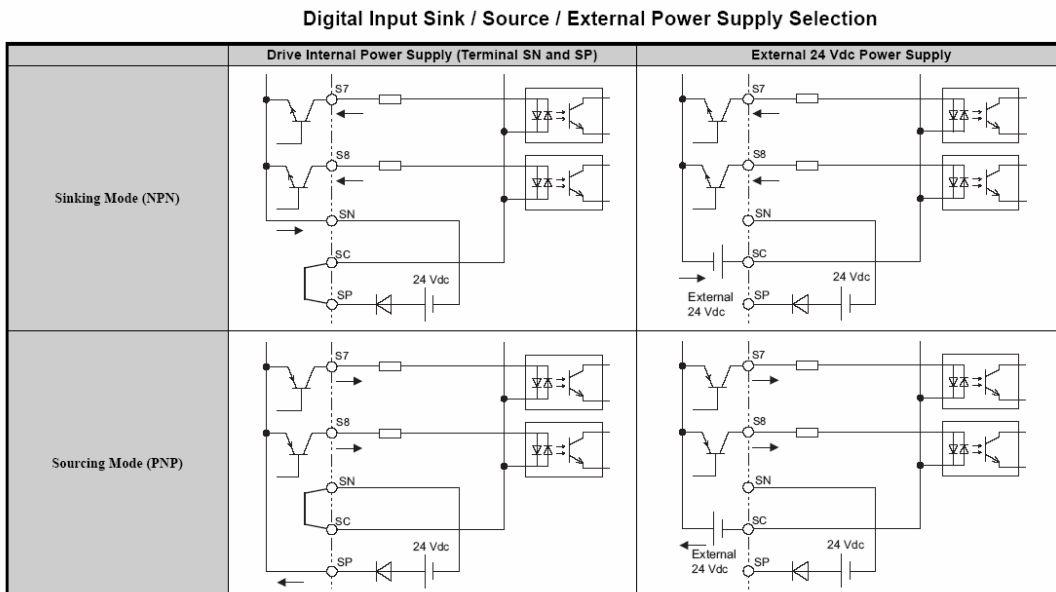 Digital Input Sink / Source / External Power Supply Selection
Drive Internal Power Supply (Terminal SN and SP)
External 24 Vdc Power Supply
Sinking Mode (NPN)
S7
S8
SN
SC
SP
24 Vdc
S7
S8
SN
SC
SP
External
24 Vdc
24 Vdc
Sourcing Mode (PNP)
S7
S8
SN
SC
SP
24 Vdc
S7
S8
SN
SC
SP
External
24 Vdc
24 Vdc